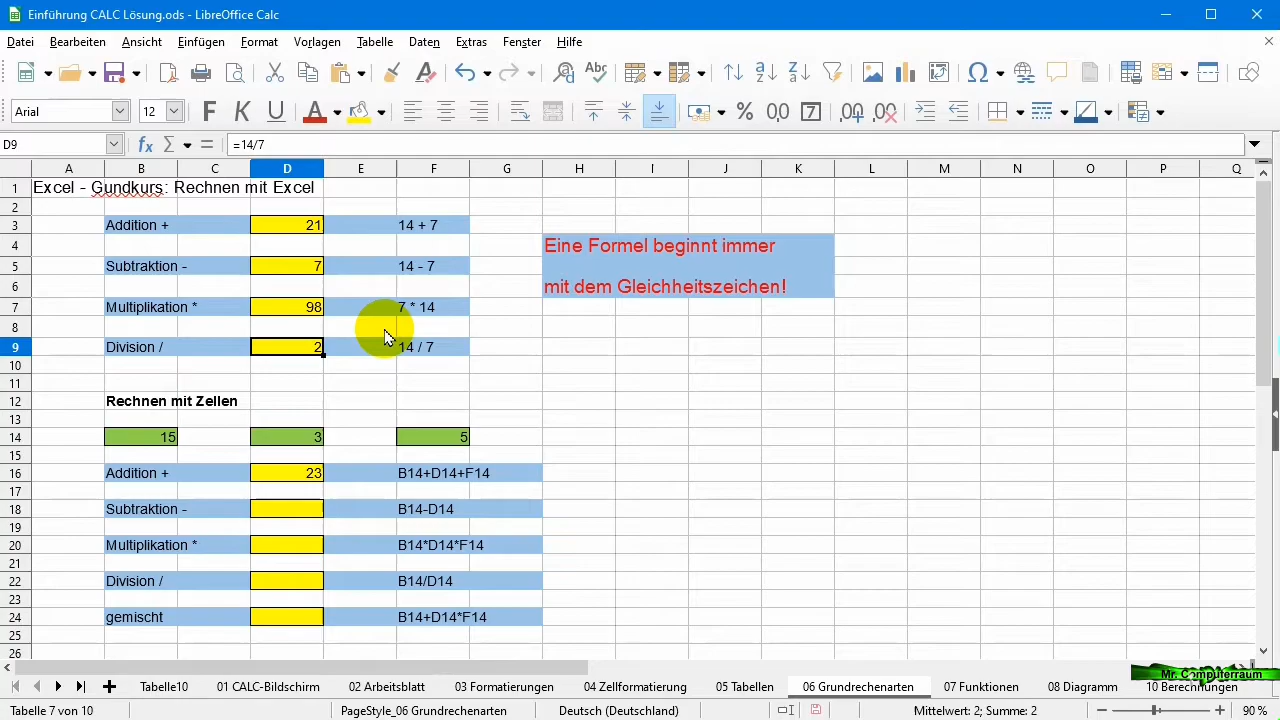 Einführung CALC Lösung.ods - LibreOffice Calc
Datei Bearbeiten Ansicht Einfügen Format Vorlagen Tabelle Daten Extras Fenster Hilfe
Arial 12 F K U
D9 =14/7
A B C D E F G H I J K L M N O P Q
1 Excel - Gundkurs: Rechnen mit Excel
2
3 Addition + 21 14 + 7
4 Eine Formel beginnt immer
5 Subtraktion - 7 14 - 7
6 mit dem Gleichheitszeichen!
7 Multiplikation * 98 7 * 14
8
9 Division / 2 14 / 7
10
11
12 Rechnen mit Zellen
13
14 15 3 5
15
16 Addition + 23 B14+D14+F14
17
18 Subtraktion - B14-D14
19
20 Multiplikation * B14*D14*F14
21
22 Division / B14/D14
23
24 gemischt B14+D14*F14
25
26
Mr. Computerraum
Tabelle10 01 CALC-Bildschirm 02 Arbeitsblatt 03 Formatierungen 04 Zellformatierung 05 Tabellen 06 Grundrechenarten 07 Funktionen 08 Diagramm 10 Berechnungen
Tabelle 7 von 10 PageStyle_06 Grundrechenarten Deutsch (Deutschland) Mittelwert: 2; Summe: 2 90 %